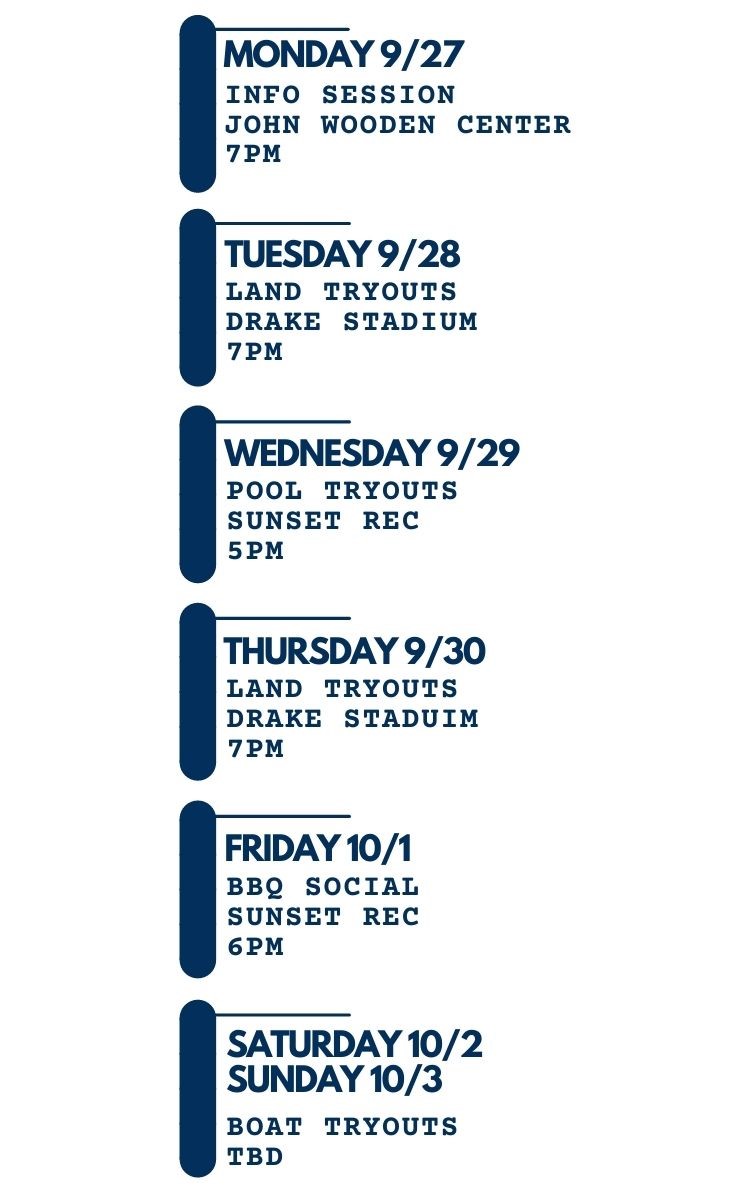 MONDAY 9/27
INFO SESSION
JOHN WOODEN CENTER
7PM
TUESDAY 9/28
LAND TRYOUTS
DRAKE STADIUM
7PM
WEDNESDAY 9/29
POOL TRYOUTS
SUNSET REC
5PM
THURSDAY 9/30
LAND TRYOUTS
DRAKE STADUIM
7PM
FRIDAY 10/1
BBQ SOCIAL
SUNSET REC
6PM
SATURDAY 10/2
SUNDAY 10/3
BOAT TRYOUTS
TBD